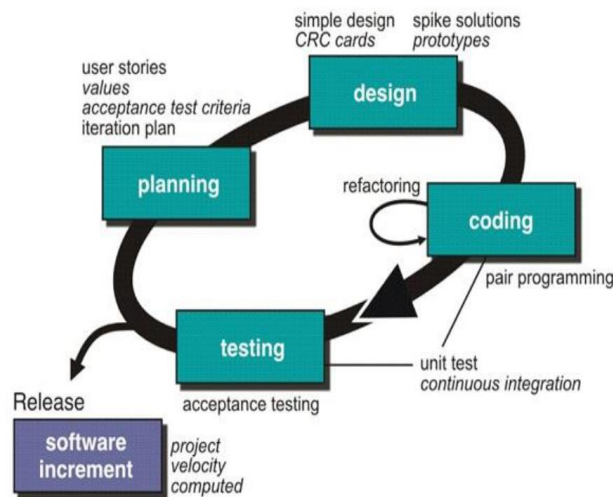 simple design
CRC cards
spike solutions
prototypes
user stories
values
acceptance test criteria
iteration plan
design
planning
refactoring
coding
pair programming
testing
unit test
continuous integration
acceptance testing
Release
software
increment
project
velocity
computed